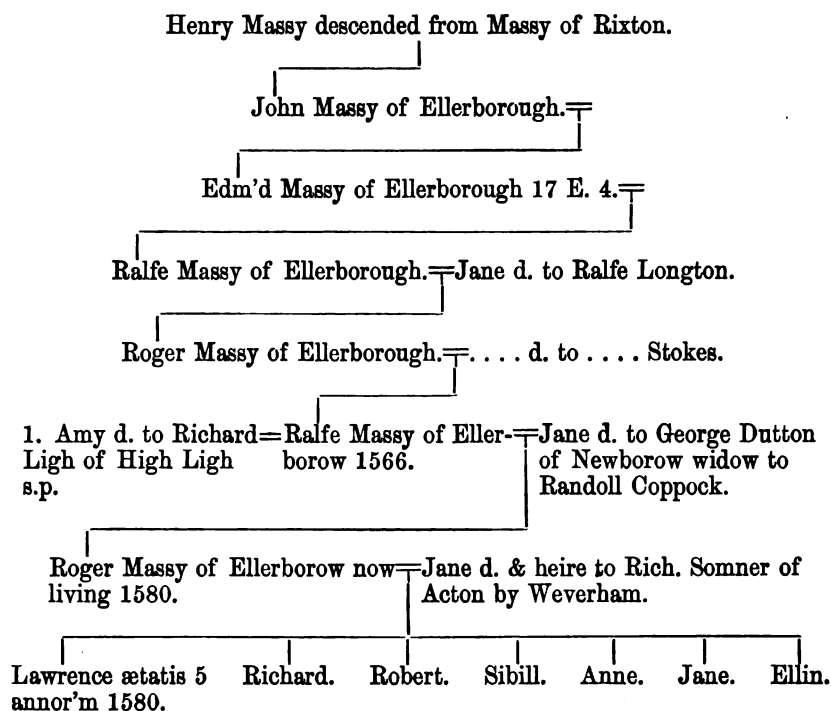 Henry Massy descended from Massy of Rixton.
John Massy of Ellerborough.
Edm'd Massy of Ellerborough 17 E. 4.
Ralfe Massy of Ellerborough.=Jane d. to Ralfe Longton.
Roger Massy of Ellerborough.=. . . . d. to . . . . Stokes.
1. Amy d. to Richard=Ralfe Massy of Eller-=Jane d. to George Dutton
Ligh of High Ligh borow 1566. of Newborow widow to
s.p. Randoll Coppock.
Roger Massy of Ellerborow now=Jane d. & heire to Rich. Somner of
living 1580. Acton by Weverham.
Lawrence ætatis 5 Richard. Robert. Sibill. Anne. Jane. Ellin.
annor'm 1580.